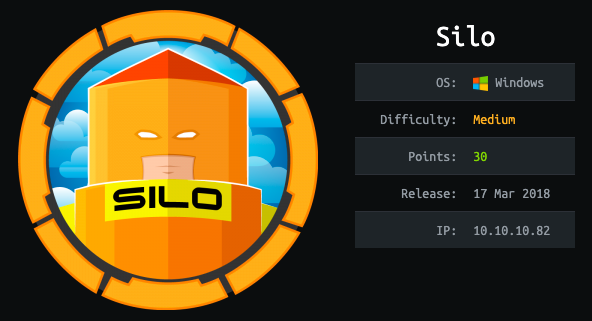 SILO
Silo
OS: Windows
Difficulty: Medium
Points: 30
Release: 17 Mar 2018
IP: 10.10.10.82